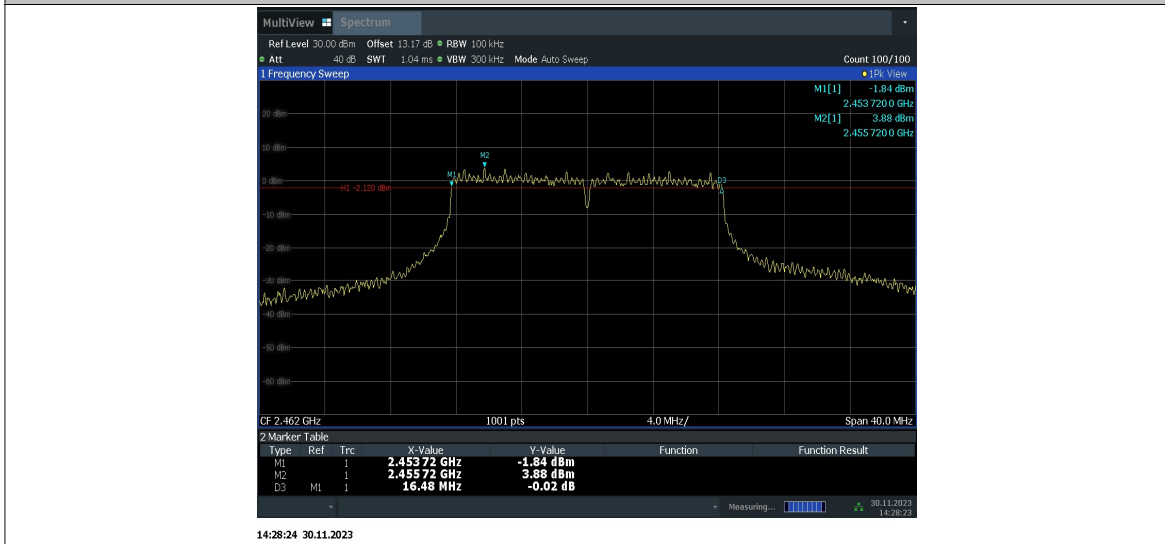 MultiView Spectrum
Ref Level 30.00 dBm Offset 13.17 dB RBW 100 kHz
Att 40 dB SWT 1.04 ms VBW 300 kHz Mode Auto Sweep Count 100/100
1 Frequency Sweep 1Pk View
M1[1] -1.84 dBm
2.453 720 0 GHz
20 dBm
M2[1] 3.88 dBm
2.455 720 0 GHz
10 dBm
M2
M1
0 dBm
D3
H1 -2.120 dBm
-10 dBm
-20 dBm
-30 dBm
-40 dBm
-50 dBm
-60 dBm
CF 2.462 GHz 1001 pts 4.0 MHz/ Span 40.0 MHz
2 Marker Table
Type Ref Trc X-Value Y-Value Function Function Result
M1 1 2.453 72 GHz -1.84 dBm
M2 1 2.455 72 GHz 3.88 dBm
D3 M1 1 16.48 MHz -0.02 dB
Measuring... 30.11.2023
14:28:23
14:28:24 30.11.2023